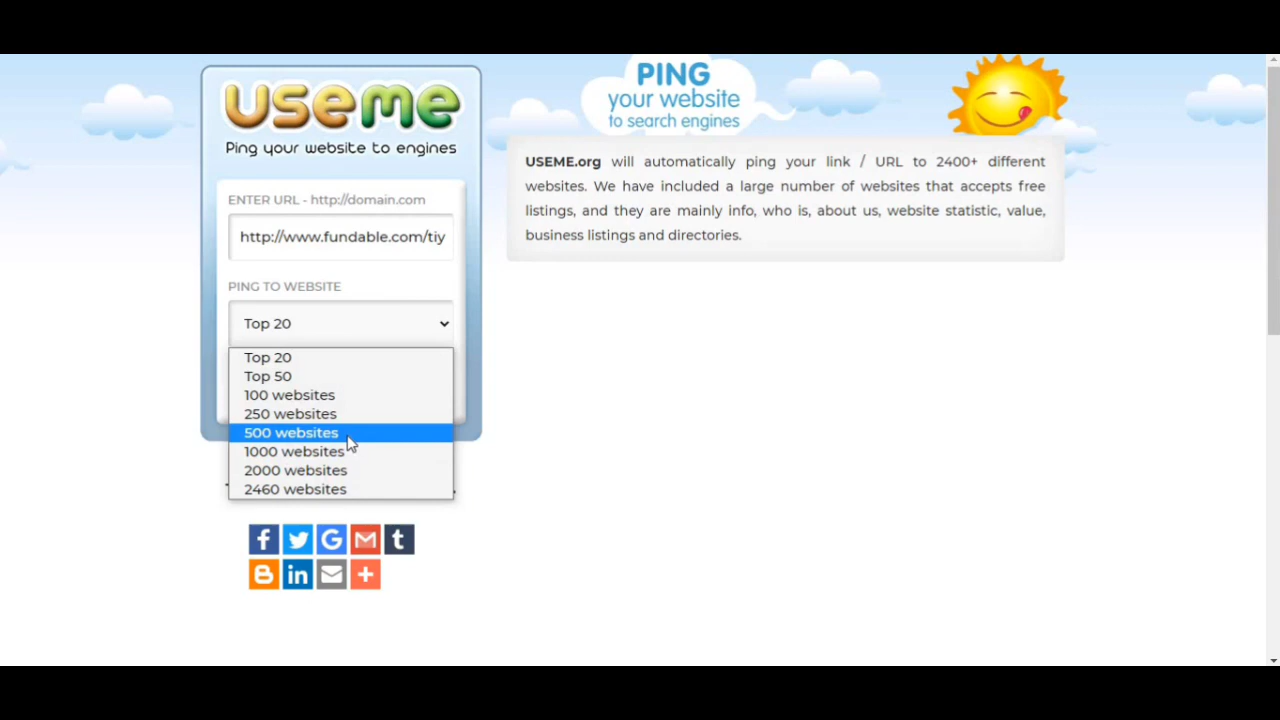 useme
Ping your website to engines
ENTER URL - http://domain.com
http://www.fundable.com/tiy
PING TO WEBSITE
Top 20
Top 20
Top 50
100 websites
250 websites
500 websites
1000 websites
2000 websites
2460 websites
PING
your website
to search engines
USEME.org will automatically ping your link / URL to 2400+ different
websites. We have included a large number of websites that accepts free
listings, and they are mainly info, who is, about us, website statistic, value,
business listings and directories.